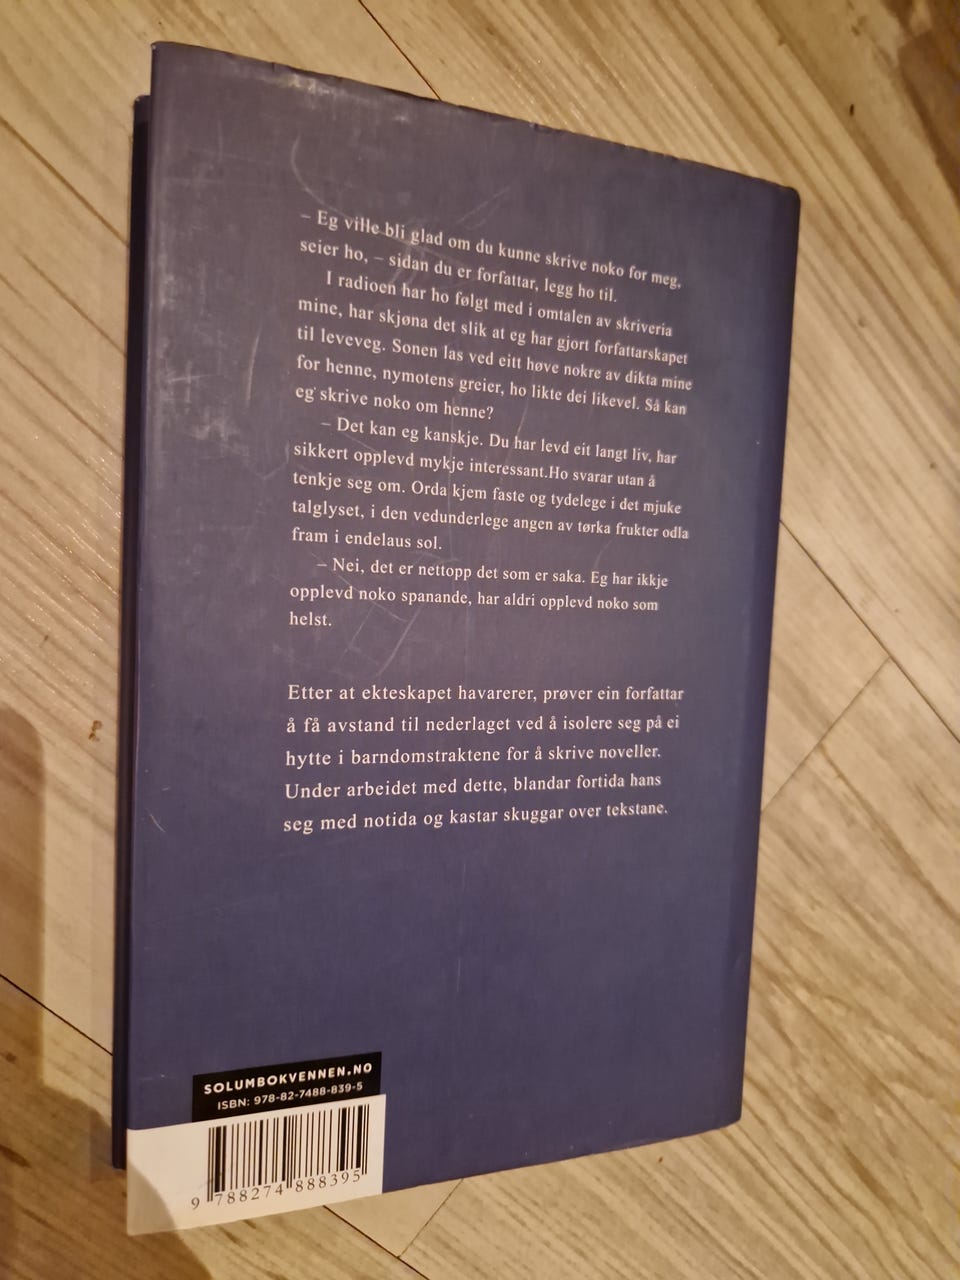 – Eg ville bli glad om du kunne skrive noko for meg,
seier ho, – sidan du er forfattar, legg ho til.
I radioen har ho følgt med i omtalen av skriveria
mine, har skjøna det slik at eg har gjort forfattarskapet
til leveveg. Sonen las ved eitt høve nokre av dikta mine
for henne, nymotens greier, ho likte dei likevel. Så kan
eg skrive noko om henne?
– Det kan eg kanskje. Du har levd eit langt liv, har
sikkert opplevd mykje interessant.Ho svarar utan å
tenkje seg om. Orda kjem faste og tydelege i det mjuke
talglyset, i den vedunderlege angen av tørka frukter odla
fram i endelaus sol.
– Nei, det er nettopp det som er saka. Eg har ikkje
opplevd noko spanande, har aldri opplevd noko som
helst.
Etter at ekteskapet havarerer, prøver ein forfattar
å få avstand til nederlaget ved å isolere seg på ei
hytte i barndomstraktene for å skrive noveller.
Under arbeidet med dette, blandar fortida hans
seg med notida og kastar skuggar over tekstane.
SOLUMBOKVENNEN.NO
ISBN: 978-82-7488-839-5
9 788274 888395